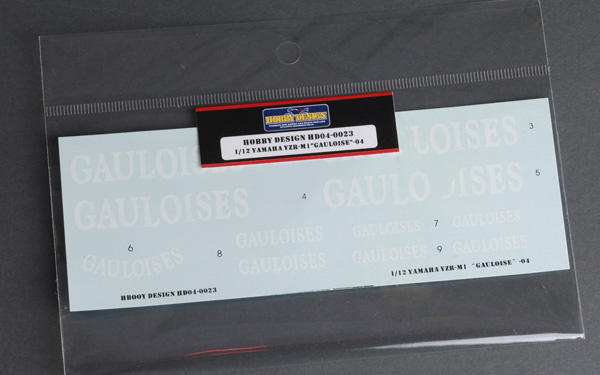 HOBBY DESIGN
HOBBY DESIGN HD04-0023
1/12 YAMAHA YZR-M1"GAULOISE"-04
GAULOISES
GAULOISES
3
GAULOISES
4
GAULOISES
5
GAULOISES
6
GAULOISES
GAULOISES
7
GAULOISES
GAULOISES
8
GAULOISES
GAULOISES
9
GAULOISES
HBOOY DESIGN HD04-0023
1/12 YAMAHA YZR-M1 "GAULOISE" -04